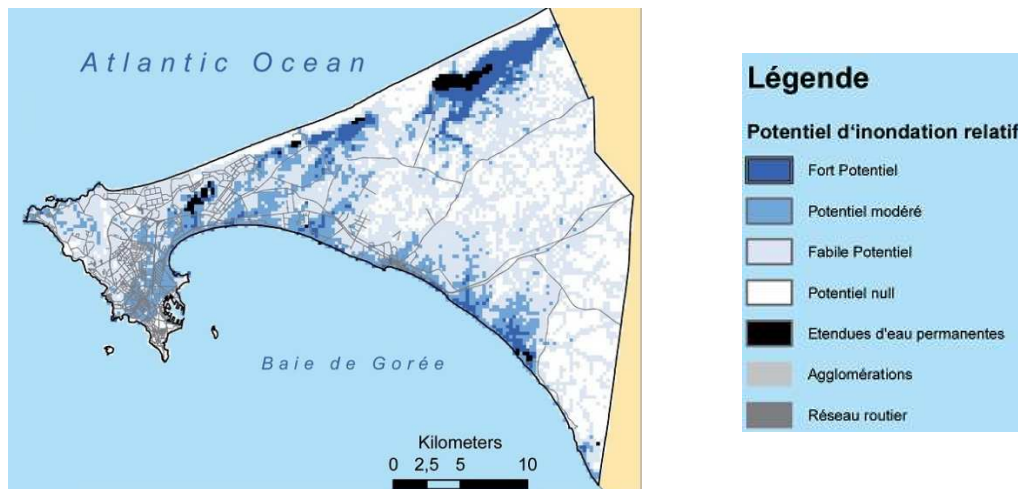 Atlantic Ocean
Baie de Gorée
Kilometers
0 2,5 5 10
Légende
Potentiel d'inondation relatif
Fort Potentiel
Potentiel modéré
Fabile Potentiel
Potentiel null
Etendues d'eau permanentes
Agglomérations
Réseau routier